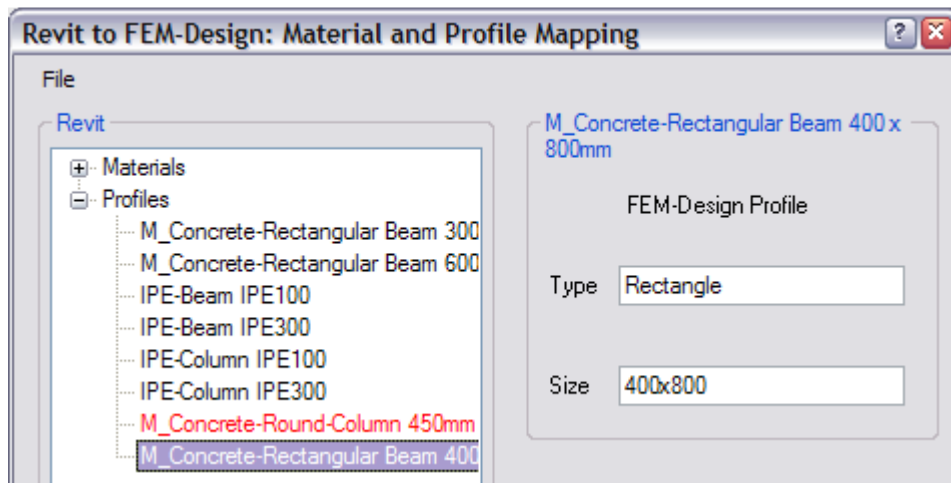 Revit to FEM-Design: Material and Profile Mapping
File
Revit
Materials
Profiles
M_Concrete-Rectangular Beam 300
M_Concrete-Rectangular Beam 600
IPE-Beam IPE100
IPE-Beam IPE300
IPE-Column IPE100
IPE-Column IPE300
M_Concrete-Round-Column 450mm
M_Concrete-Rectangular Beam 400
M_Concrete-Rectangular Beam 400 x
800mm
FEM-Design Profile
Type Rectangle
Size 400x800